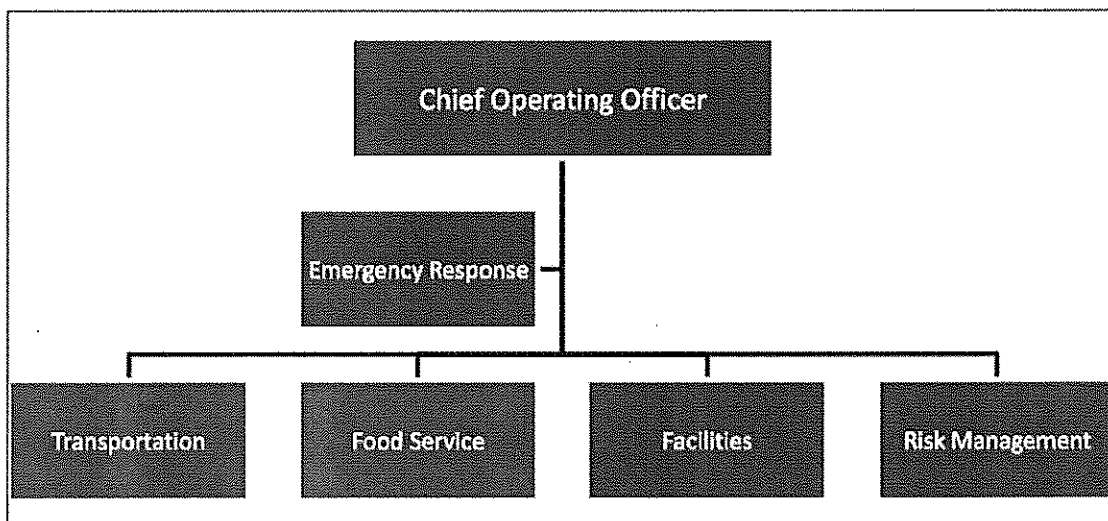 Chief Operating Officer
Emergency Response
Transportation
Food Service
Facilities
Risk Management